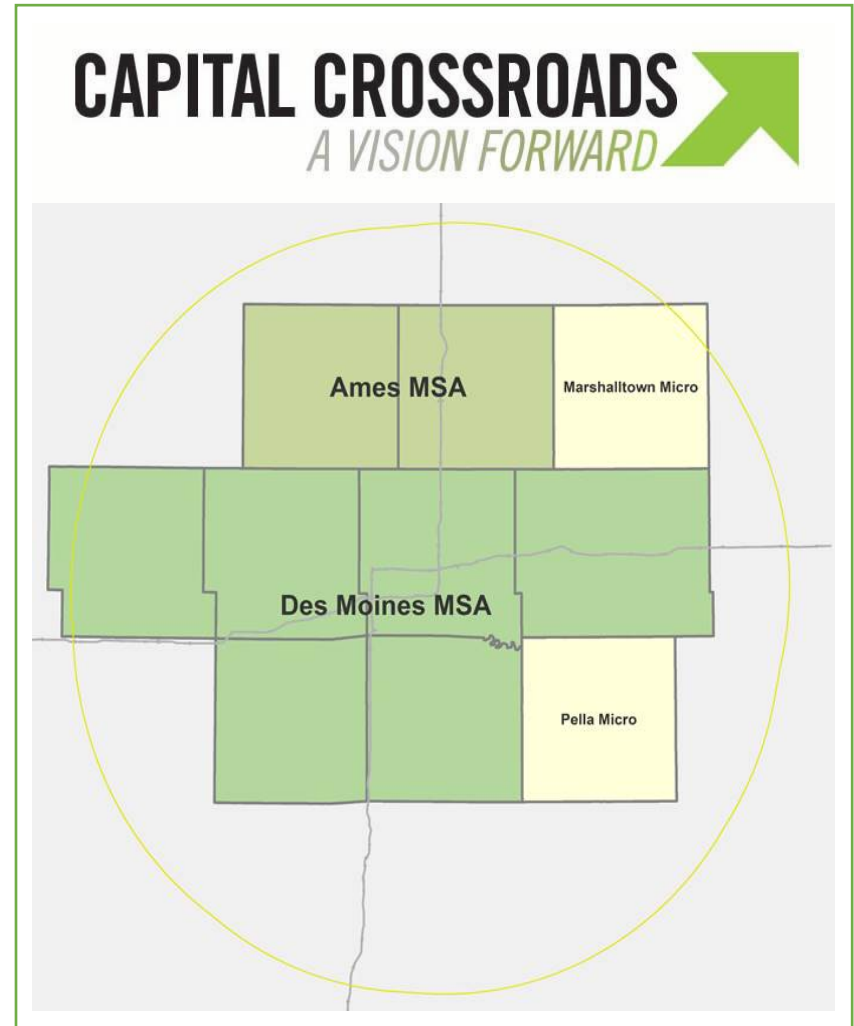 CAPITAL CROSSROADS
A VISION FORWARD
Ames MSA
Marshalltown Micro
Des Moines MSA
Pella Micro